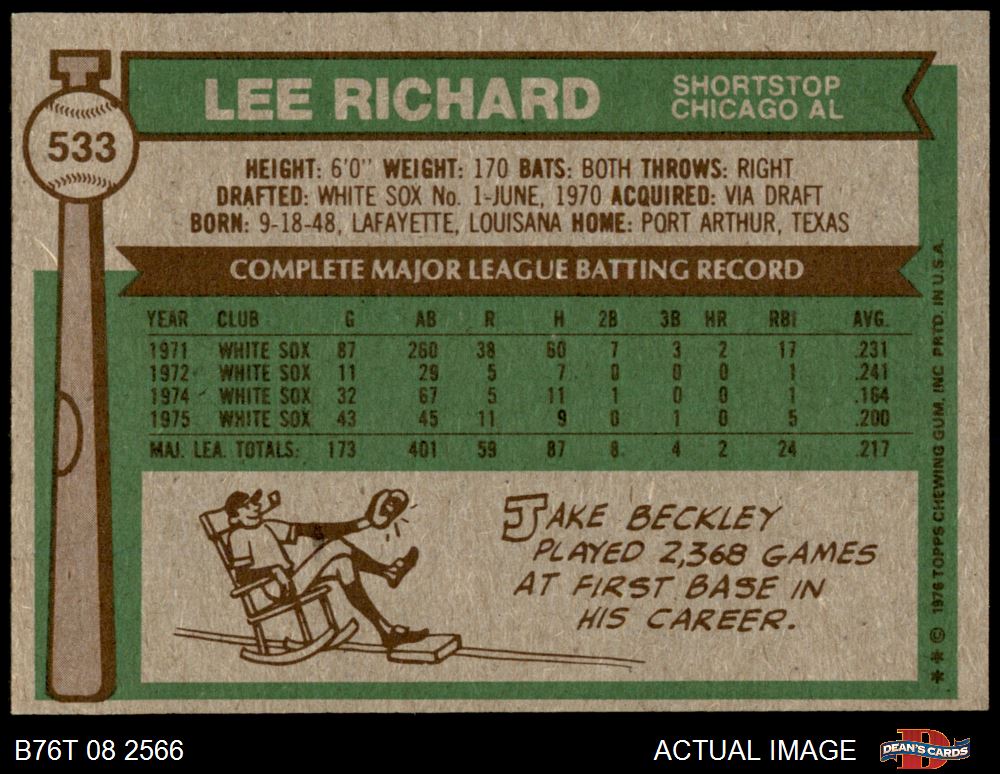 LEE RICHARD
SHORTSTOP
CHICAGO AL
533
HEIGHT: 6'0" WEIGHT: 170 BATS: BOTH THROWS: RIGHT
DRAFTED: WHITE SOX No. 1-JUNE, 1970 ACQUIRED: VIA DRAFT
BORN: 9-18-48, LAFAYETTE, LOUISIANA HOME: PORT ARTHUR, TEXAS
COMPLETE MAJOR LEAGUE BATTING RECORD
YEAR CLUB G AB R H 2B 3B HR RBI AVG.
1971 WHITE SOX 87 260 38 60 7 3 2 17 .231
1972 WHITE SOX 11 29 5 7 0 0 0 1 .241
1974 WHITE SOX 32 67 5 11 1 0 0 1 .164
1975 WHITE SOX 43 45 11 9 0 1 0 5 .200
MAJ. LEA. TOTALS: 173 401 59 87 8 4 2 24 .217
JAKE BECKLEY
PLAYED 2,368 GAMES
AT FIRST BASE IN
HIS CAREER.
* * © 1976 TOPPS CHEWING GUM, INC. PRTD. IN U.S.A.
B76T 08 2566
ACTUAL IMAGE
DEAN'S CARDS